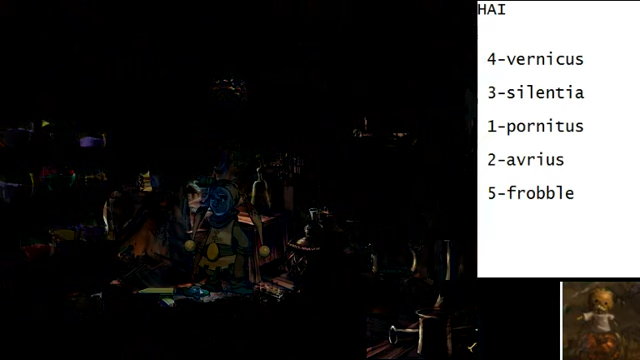 HAI
4-vernicus
3-silentia
1-pornitus
2-avrius
5-frobble